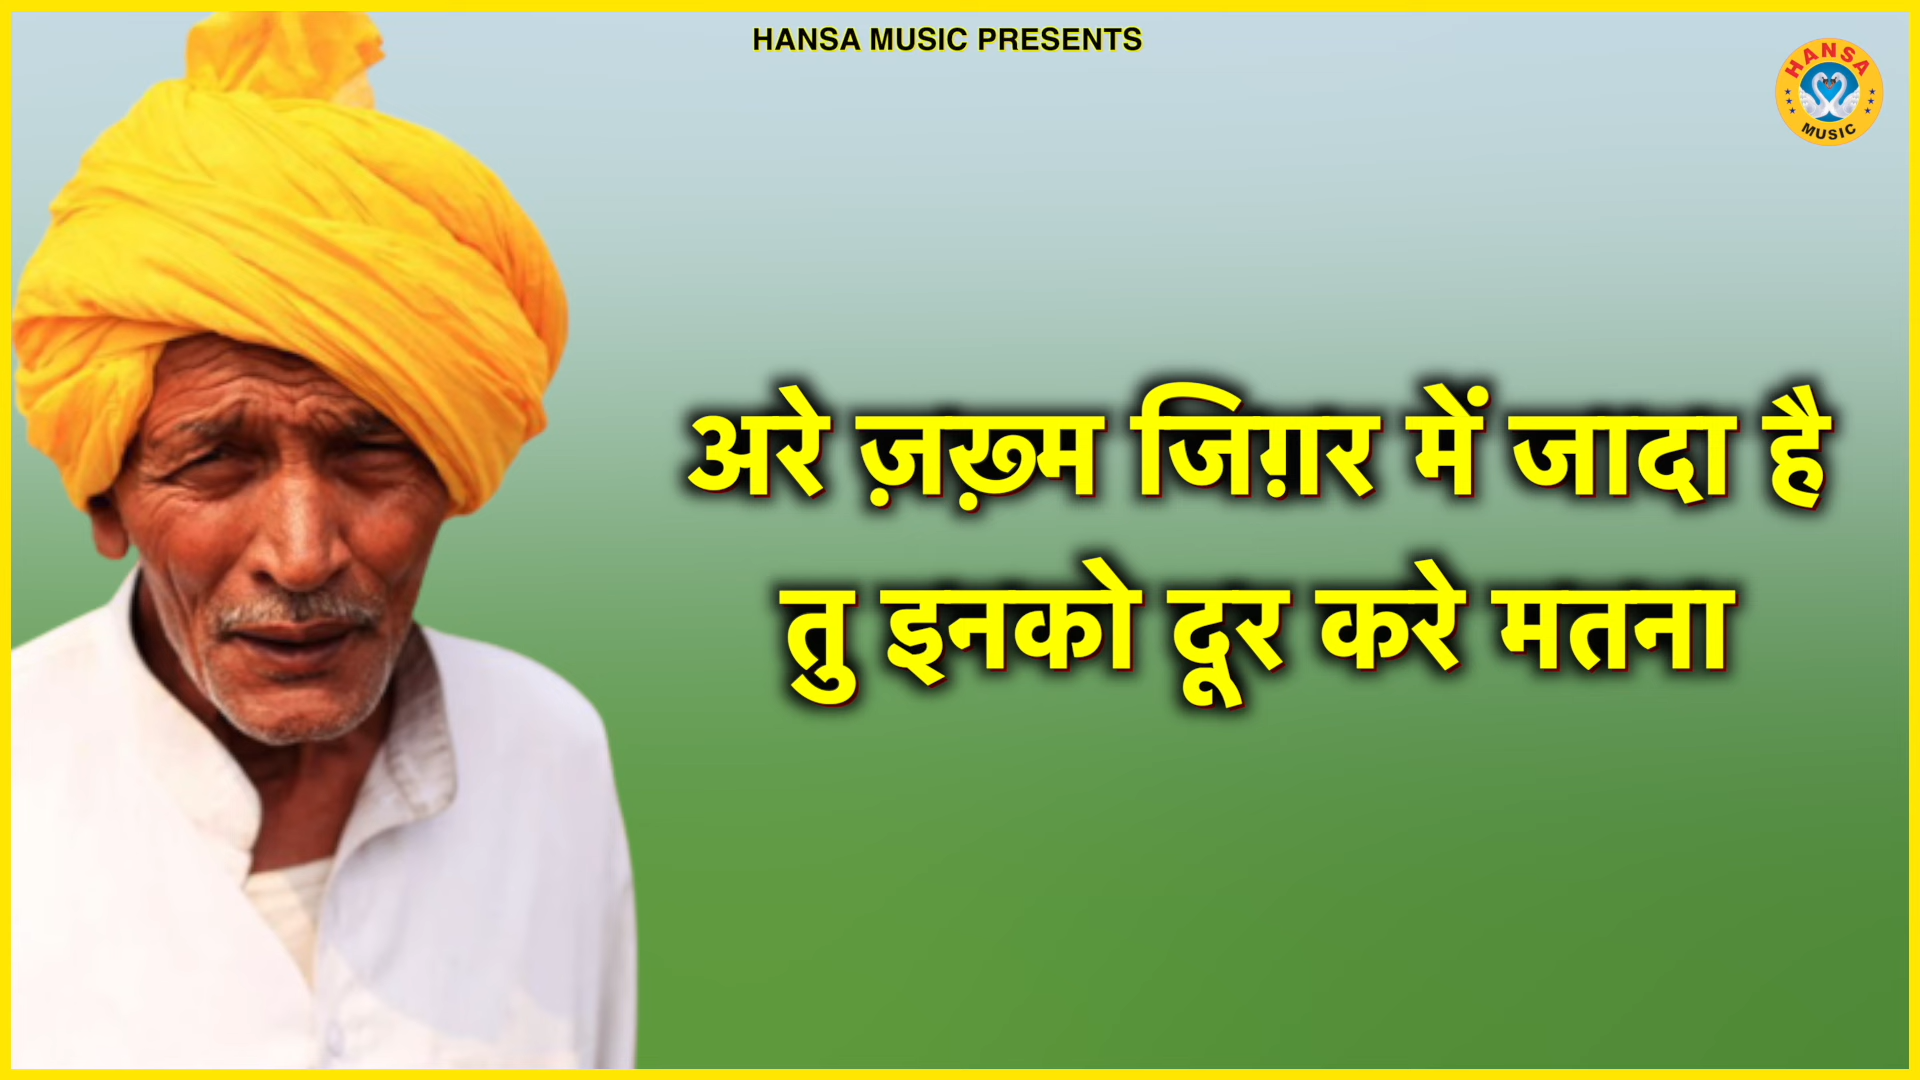 HANSA MUSIC PRESENTS
HANSA
MUSIC
अरे ज़ख़्म जिग़र में जादा है
तु इनको दूर करे मतना